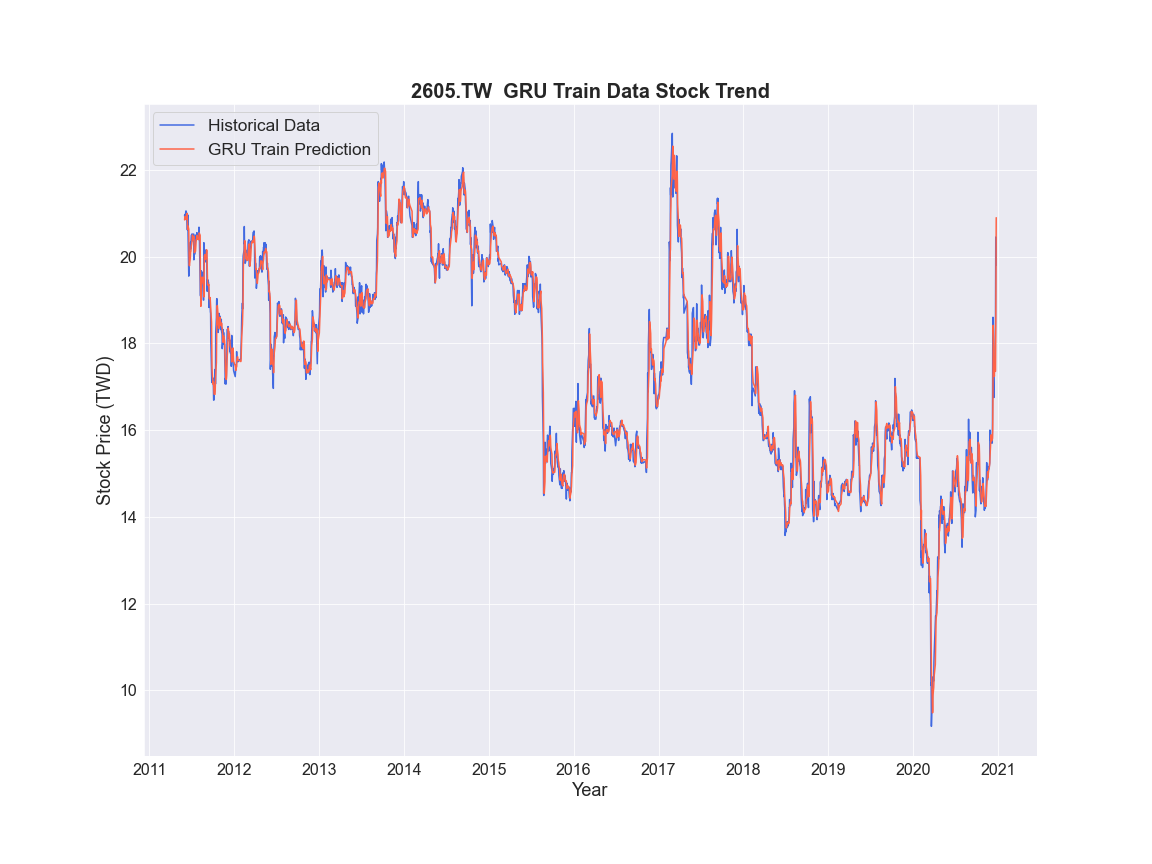 2605.TW  GRU Train Data Stock Trend
Historical Data
GRU Train Prediction
Stock Price (TWD)
22
20
18
16
14
12
10
2011 2012 2013 2014 2015 2016 2017 2018 2019 2020 2021
Year